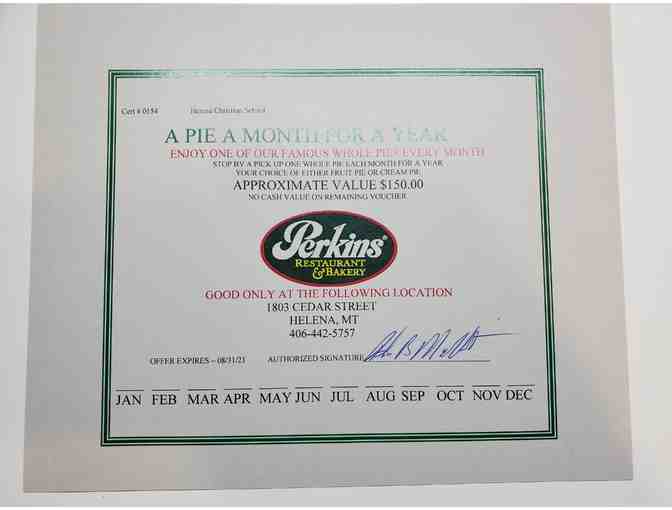 Cert # 0154 Helena Christian School
A PIE A MONTH FOR A YEAR
ENJOY ONE OF OUR FAMOUS WHOLE PIES EVERY MONTH
STOP BY A PICK UP ONE WHOLE PIE EACH MONTH FOR A YEAR
YOUR CHOICE OF EITHER FRUIT PIE OR CREAM PIE
APPROXIMATE VALUE $150.00
NO CASH VALUE ON REMAINING VOUCHER
Perkins®
RESTAURANT
& BAKERY
GOOD ONLY AT THE FOLLOWING LOCATION
1803 CEDAR STREET
HELENA, MT
406-442-5757
OFFER EXPIRES – 08/31/21 AUTHORIZED SIGNATURE
JAN FEB MAR APR MAY JUN JUL AUG SEP OCT NOV DEC